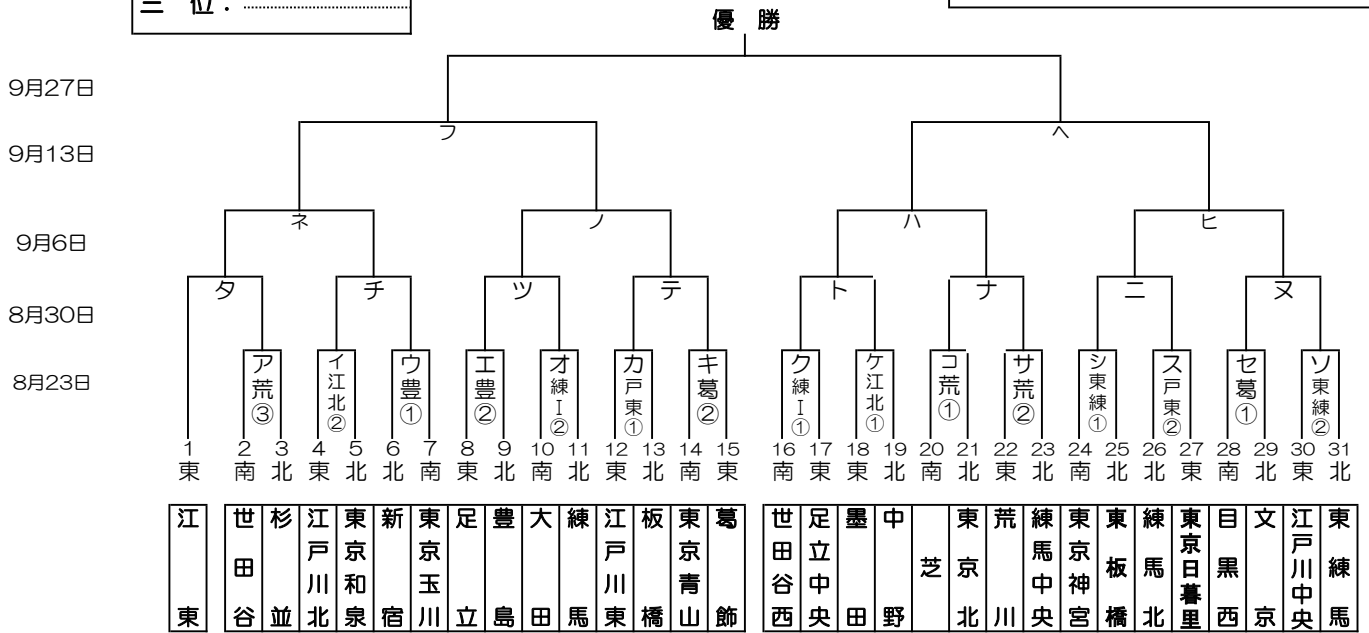 三 位：
優 勝
9月27日
フ
ヘ
9月13日
ネ
ノ
ハ
ヒ
9月6日
タ
チ
ツ
テ
ト
ナ
ニ
ヌ
8月30日
8月23日
ア荒③
イ江北②
ウ豊①
エ豊②
オ練Ⅰ②
カ戸東①
キ葛②
ク練Ⅰ①
ケ江北①
コ荒①
サ荒②
シ東練①
ス戸東②
セ葛①
ソ東練②
1 2 3 4 5 6 7 8 9 10 11 12 13 14 15 16 17 18 19 20 21 22 23 24 25 26 27 28 29 30 31
東 南 北 東 北 北 南 東 北 南 北 東 北 南 東 南 東 東 北 南 北 東 北 南 北 北 東 南 北 東 北
江東
世田谷
杉並
江戸川北
東京和泉
新宿
東京玉川
足立
豊島
大田
練馬
江戸川東
板橋
東京青山
葛飾
世田谷西
足立中央
墨田
中野
芝
東京北
荒川
練馬中央
東京神宮
東板橋
練馬北
東京日暮里
目黒西
文京
江戸川中央
東練馬